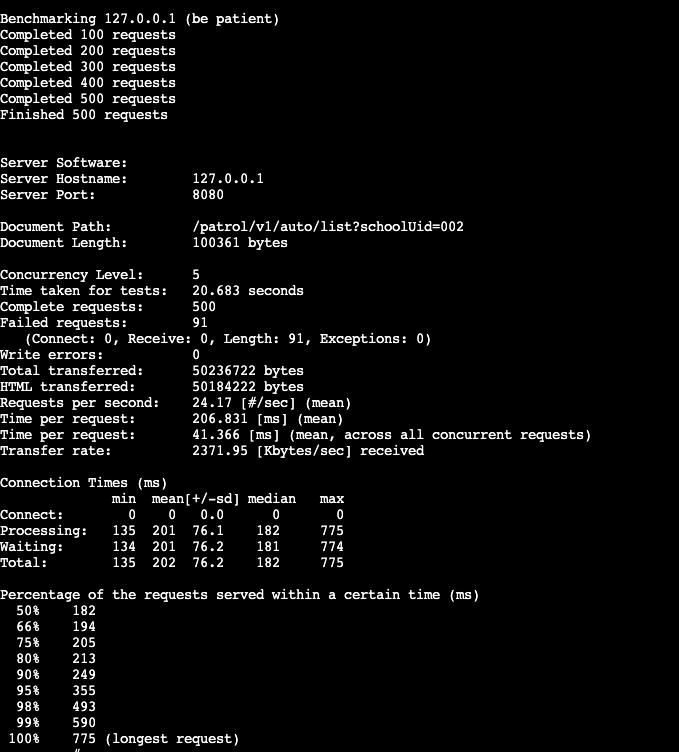 Benchmarking 127.0.0.1 (be patient)
Completed 100 requests
Completed 200 requests
Completed 300 requests
Completed 400 requests
Completed 500 requests
Finished 500 requests
Server Software:
Server Hostname: 127.0.0.1
Server Port: 8080
Document Path: /patrol/v1/auto/list?schoolUid=002
Document Length: 100361 bytes
Concurrency Level: 5
Time taken for tests: 20.683 seconds
Complete requests: 500
Failed requests: 91
(Connect: 0, Receive: 0, Length: 91, Exceptions: 0)
Write errors: 0
Total transferred: 50236722 bytes
HTML transferred: 50184222 bytes
Requests per second: 24.17 [#/sec] (mean)
Time per request: 206.831 [ms] (mean)
Time per request: 41.366 [ms] (mean, across all concurrent requests)
Transfer rate: 2371.95 [Kbytes/sec] received
Connection Times (ms)
min mean[+/-sd] median max
Connect: 0 0 0.0 0 0
Processing: 135 201 76.1 182 775
Waiting: 134 201 76.2 181 774
Total: 135 202 76.2 182 775
Percentage of the requests served within a certain time (ms)
50% 182
66% 194
75% 205
80% 213
90% 249
95% 355
98% 493
99% 590
100% 775 (longest request)